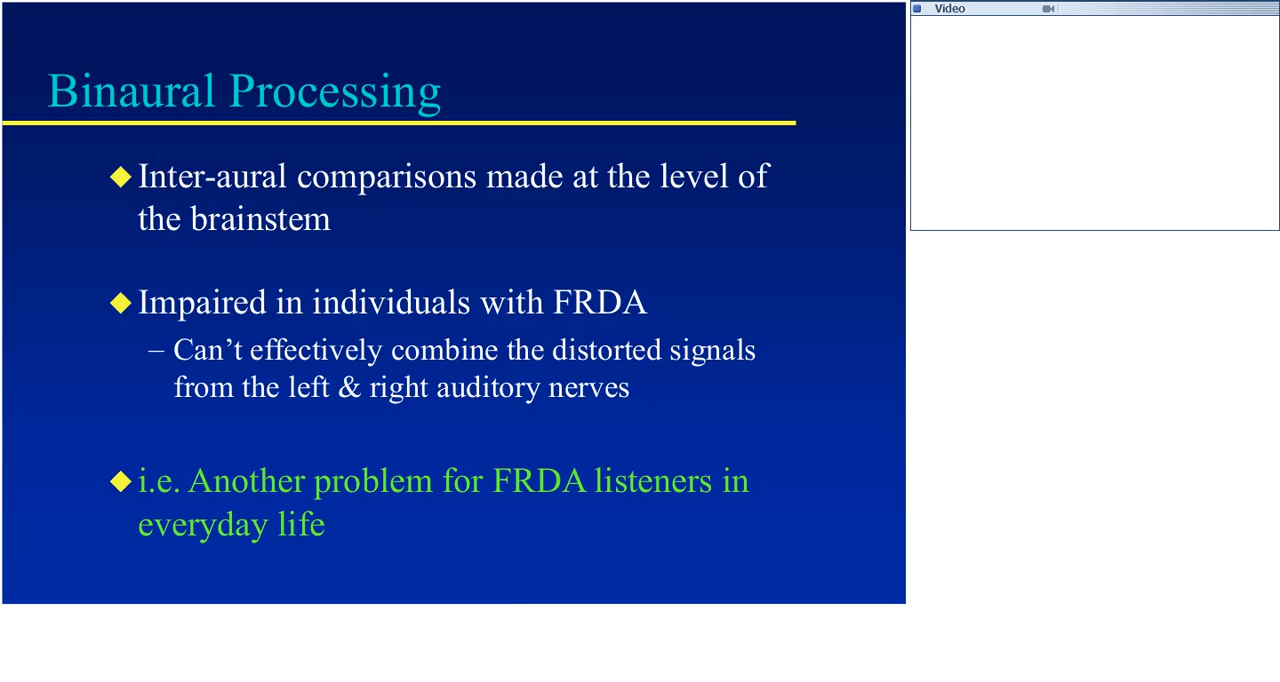 Video
Binaural Processing
Inter-aural comparisons made at the level of
the brainstem
Impaired in individuals with FRDA
– Can’t effectively combine the distorted signals
from the left & right auditory nerves
i.e. Another problem for FRDA listeners in
everyday life